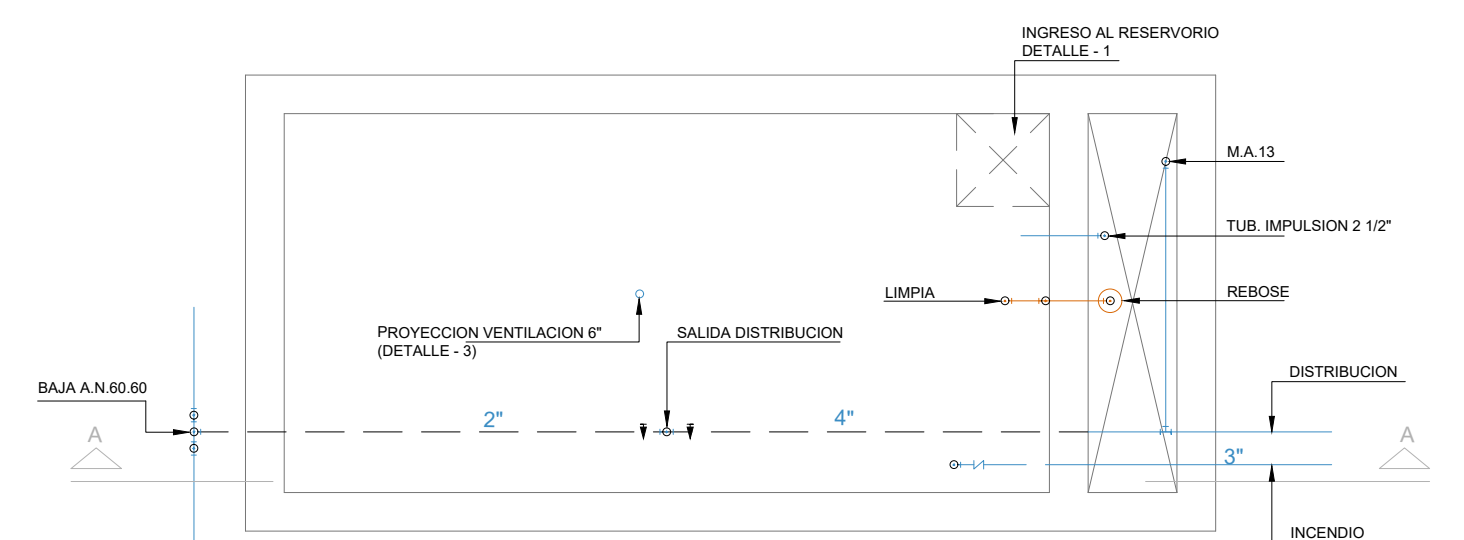 INGRESO AL RESERVORIO
DETALLE - 1
M.A.13
TUB. IMPULSION 2 1/2"
LIMPIA
REBOSE
PROYECCION VENTILACION 6"
(DETALLE - 3)
SALIDA DISTRIBUCION
DISTRIBUCION
BAJA A.N.60.60
2"
4"
A
A
3"
INCENDIO